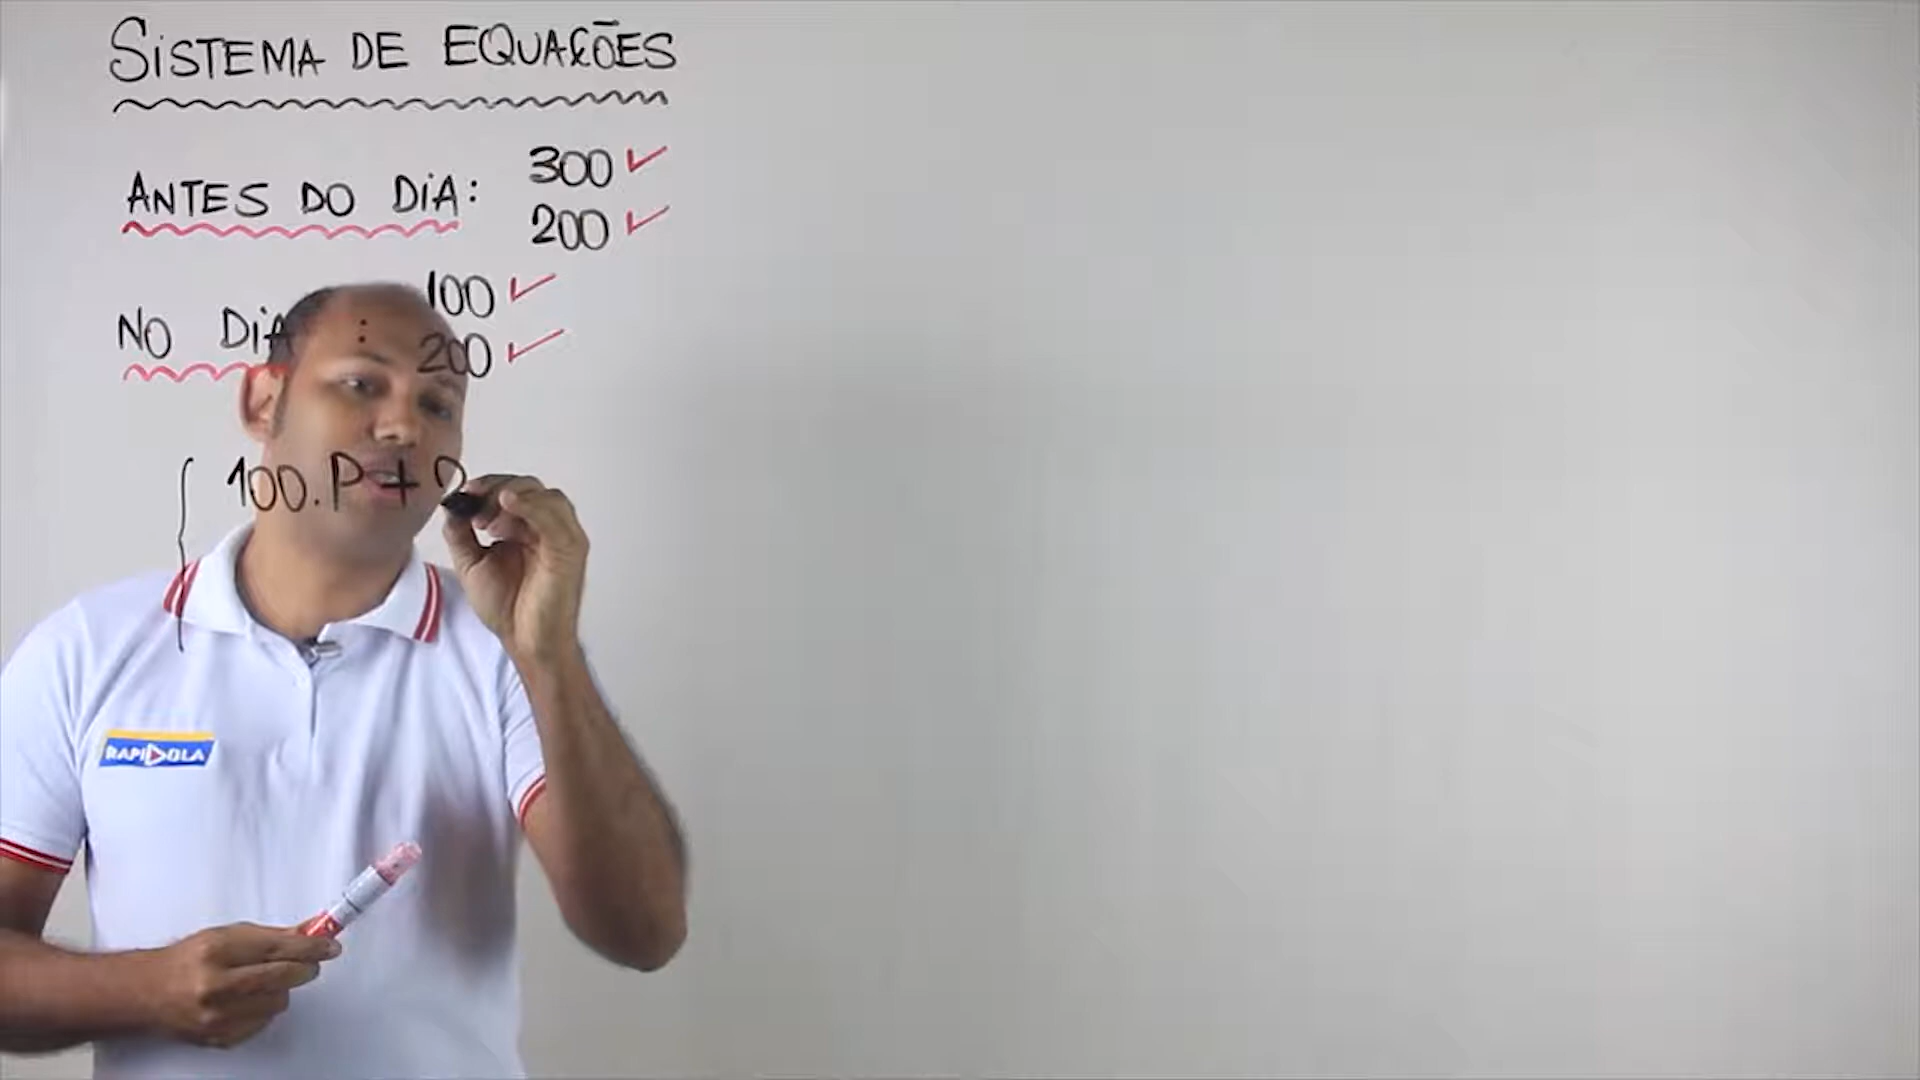 SISTEMA DE EQUAÇÕES
300
ANTES DO DIA:
200
100
NO DIA :
200
100.P + 2
RAPIDOLA